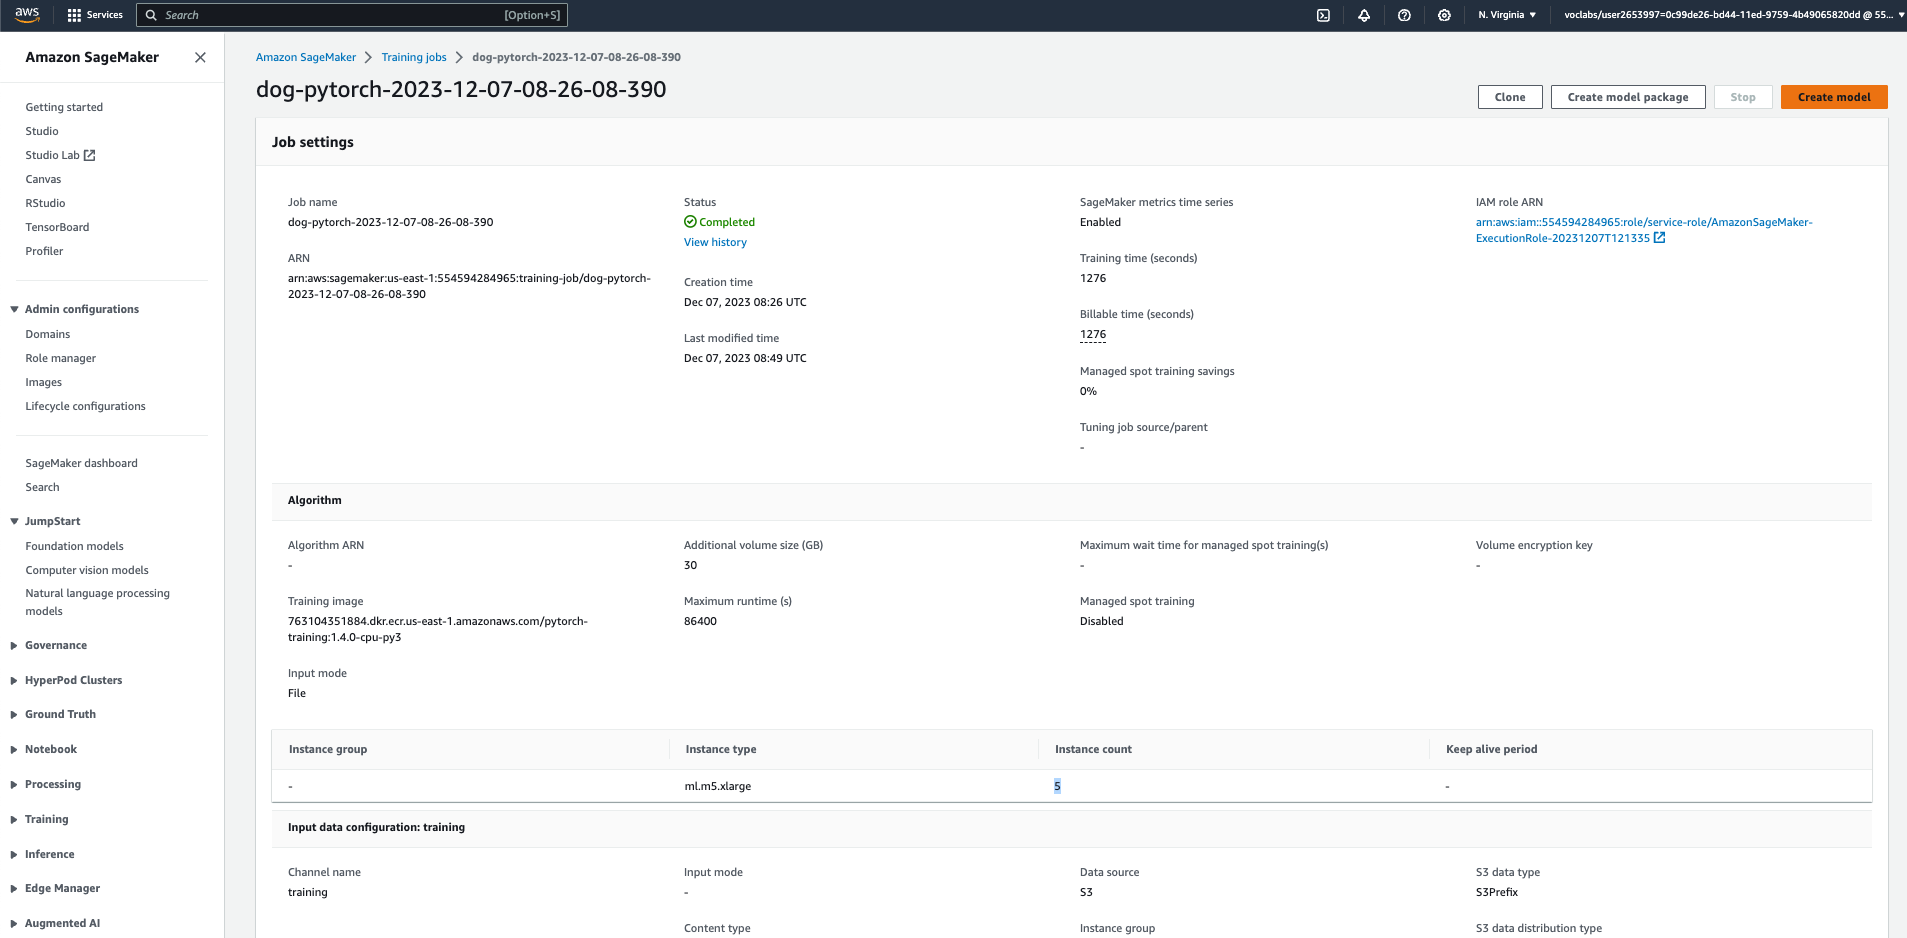 aws
Services
Search
[Option+S]
N. Virginia
voclabs/user2653997=0c99de26-bd44-11ed-9759-4b49065820dd @ 55...
Amazon SageMaker
Getting started
Studio
Studio Lab
Canvas
RStudio
TensorBoard
Profiler
Admin configurations
Domains
Role manager
Images
Lifecycle configurations
SageMaker dashboard
Search
JumpStart
Foundation models
Computer vision models
Natural language processing
models
Governance
HyperPod Clusters
Ground Truth
Notebook
Processing
Training
Inference
Edge Manager
Augmented AI
Amazon SageMaker > Training jobs > dog-pytorch-2023-12-07-08-26-08-390
dog-pytorch-2023-12-07-08-26-08-390
Clone
Create model package
Stop
Create model
Job settings
Job name
dog-pytorch-2023-12-07-08-26-08-390
ARN
arn:aws:sagemaker:us-east-1:554594284965:training-job/dog-pytorch-
2023-12-07-08-26-08-390
Status
Completed
View history
Creation time
Dec 07, 2023 08:26 UTC
Last modified time
Dec 07, 2023 08:49 UTC
SageMaker metrics time series
Enabled
Training time (seconds)
1276
Billable time (seconds)
1276
Managed spot training savings
0%
Tuning job source/parent
-
IAM role ARN
arn:aws:iam::554594284965:role/service-role/AmazonSageMaker-
ExecutionRole-20231207T121335
Algorithm
Algorithm ARN
-
Training image
763104351884.dkr.ecr.us-east-1.amazonaws.com/pytorch-
training:1.4.0-cpu-py3
Input mode
File
Additional volume size (GB)
30
Maximum runtime (s)
86400
Maximum wait time for managed spot training(s)
-
Managed spot training
Disabled
Volume encryption key
-
Instance group
Instance type
Instance count
Keep alive period
-
ml.m5.xlarge
5
-
Input data configuration: training
Channel name
training
Input mode
-
Content type
Data source
S3
Instance group
S3 data type
S3Prefix
S3 data distribution type